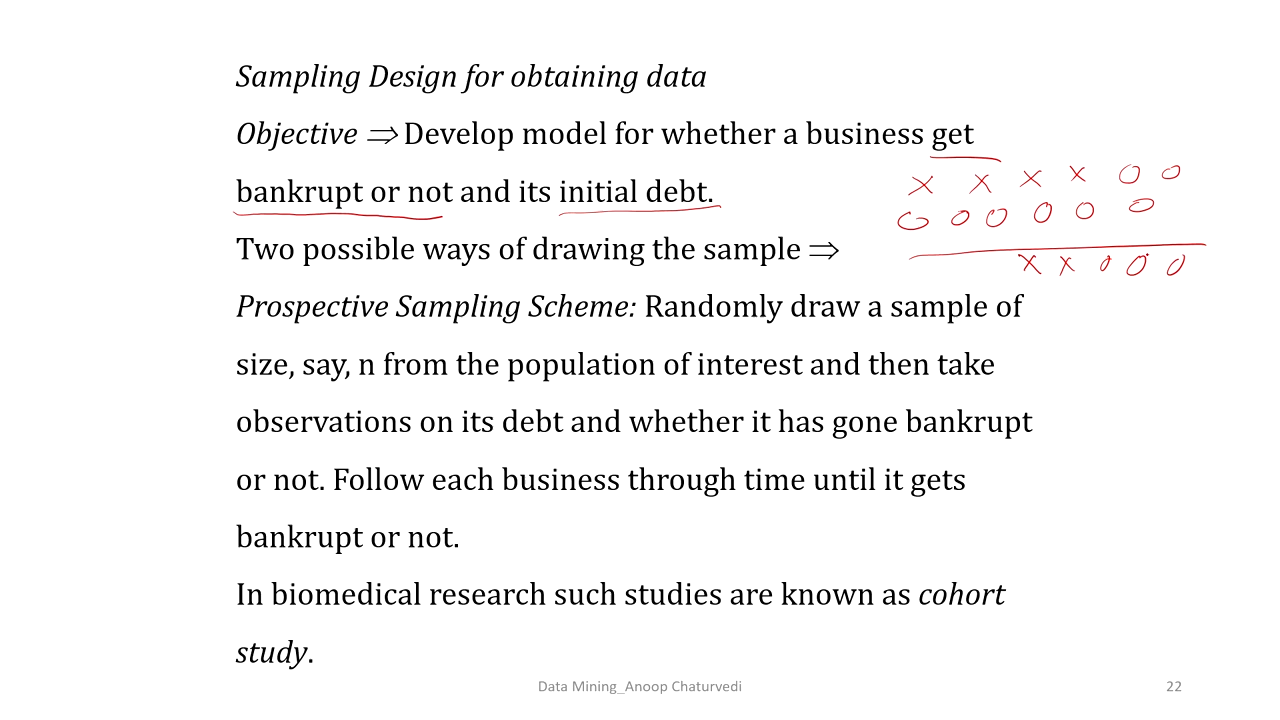 Sampling Design for obtaining data
Objective ⇒ Develop model for whether a business get
bankrupt or not and its initial debt.
x x x x o o
o o o o o o
x x o o o
Two possible ways of drawing the sample ⇒
Prospective Sampling Scheme: Randomly draw a sample of
size, say, n from the population of interest and then take
observations on its debt and whether it has gone bankrupt
or not. Follow each business through time until it gets
bankrupt or not.
In biomedical research such studies are known as cohort
study.
Data Mining_Anoop Chaturvedi
22